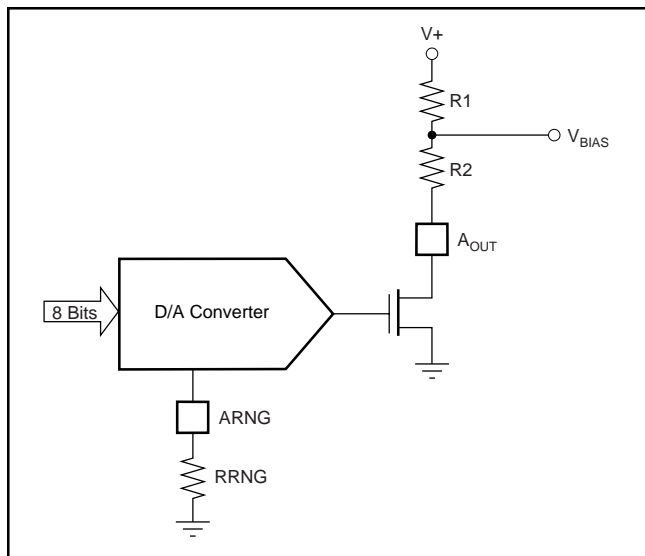 V+
R1
V_BIAS
R2
A_OUT
8 Bits
D/A Converter
ARNG
RRNG